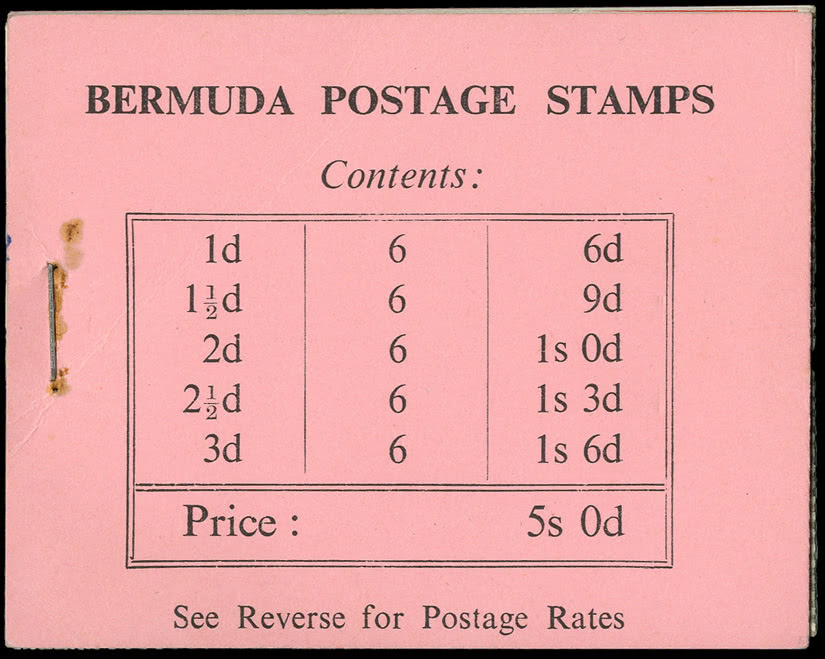 BERMUDA POSTAGE STAMPS
Contents:
1d 6 6d
1½d 6 9d
2d 6 1s 0d
2½d 6 1s 3d
3d 6 1s 6d
Price : 5s 0d
See Reverse for Postage Rates